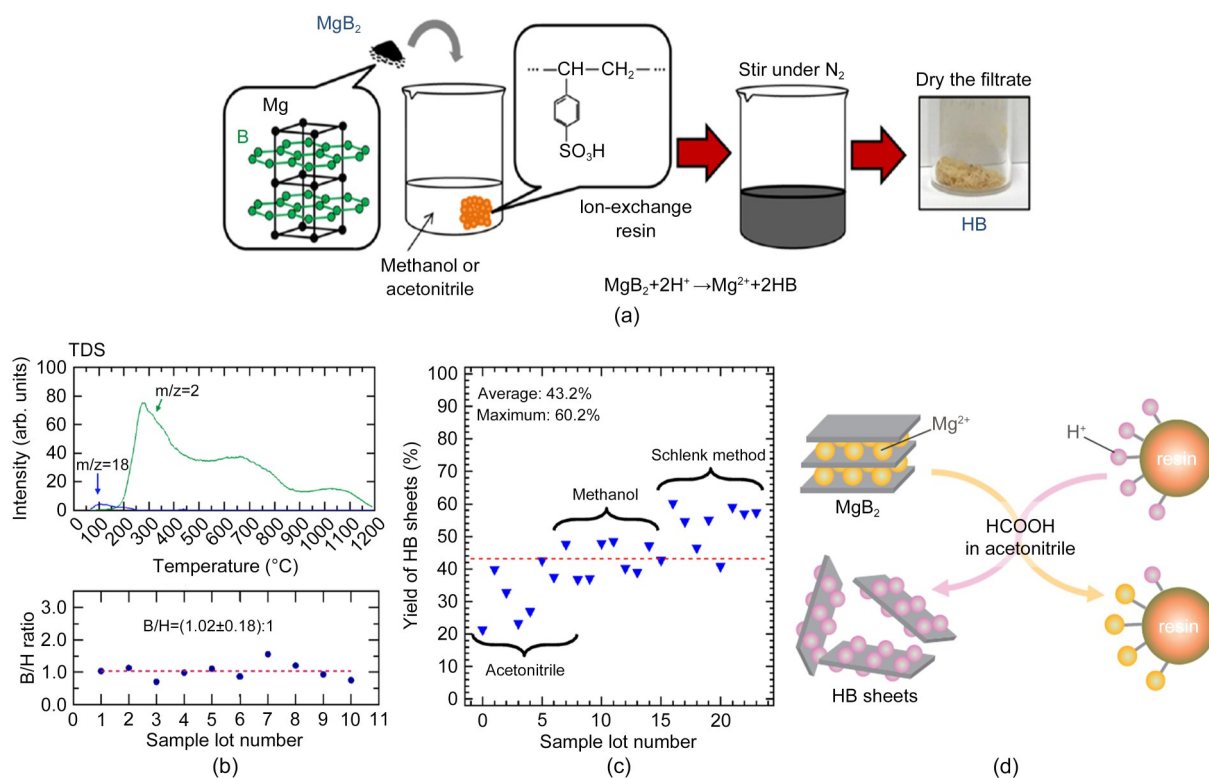 MgB₂
Mg
B
··· —CH—CH₂—···
SO₃H
Methanol or
acetonitrile
Ion-exchange
resin
Stir under N₂
Dry the filtrate
HB
MgB₂+2H⁺→Mg²⁺+2HB
(a)
TDS
Intensity (arb. units)
100
80
60
40
20
0
m/z=2
m/z=18
100 200 300 400 500 600 700 800 900 1000 1200
Temperature (°C)
B/H ratio
3.0
2.0
1.0
0.0
B/H=(1.02±0.18):1
1 2 3 4 5 6 7 8 9 10 11
Sample lot number
(b)
Yield of HB sheets (%)
100
90
80
70
60
50
40
30
20
10
0
Average: 43.2%
Maximum: 60.2%
Schlenk method
Methanol
Acetonitrile
0 5 10 15 20
Sample lot number
(c)
Mg²⁺
MgB₂
H⁺
resin
HCOOH
in acetonitrile
HB sheets
resin
(d)